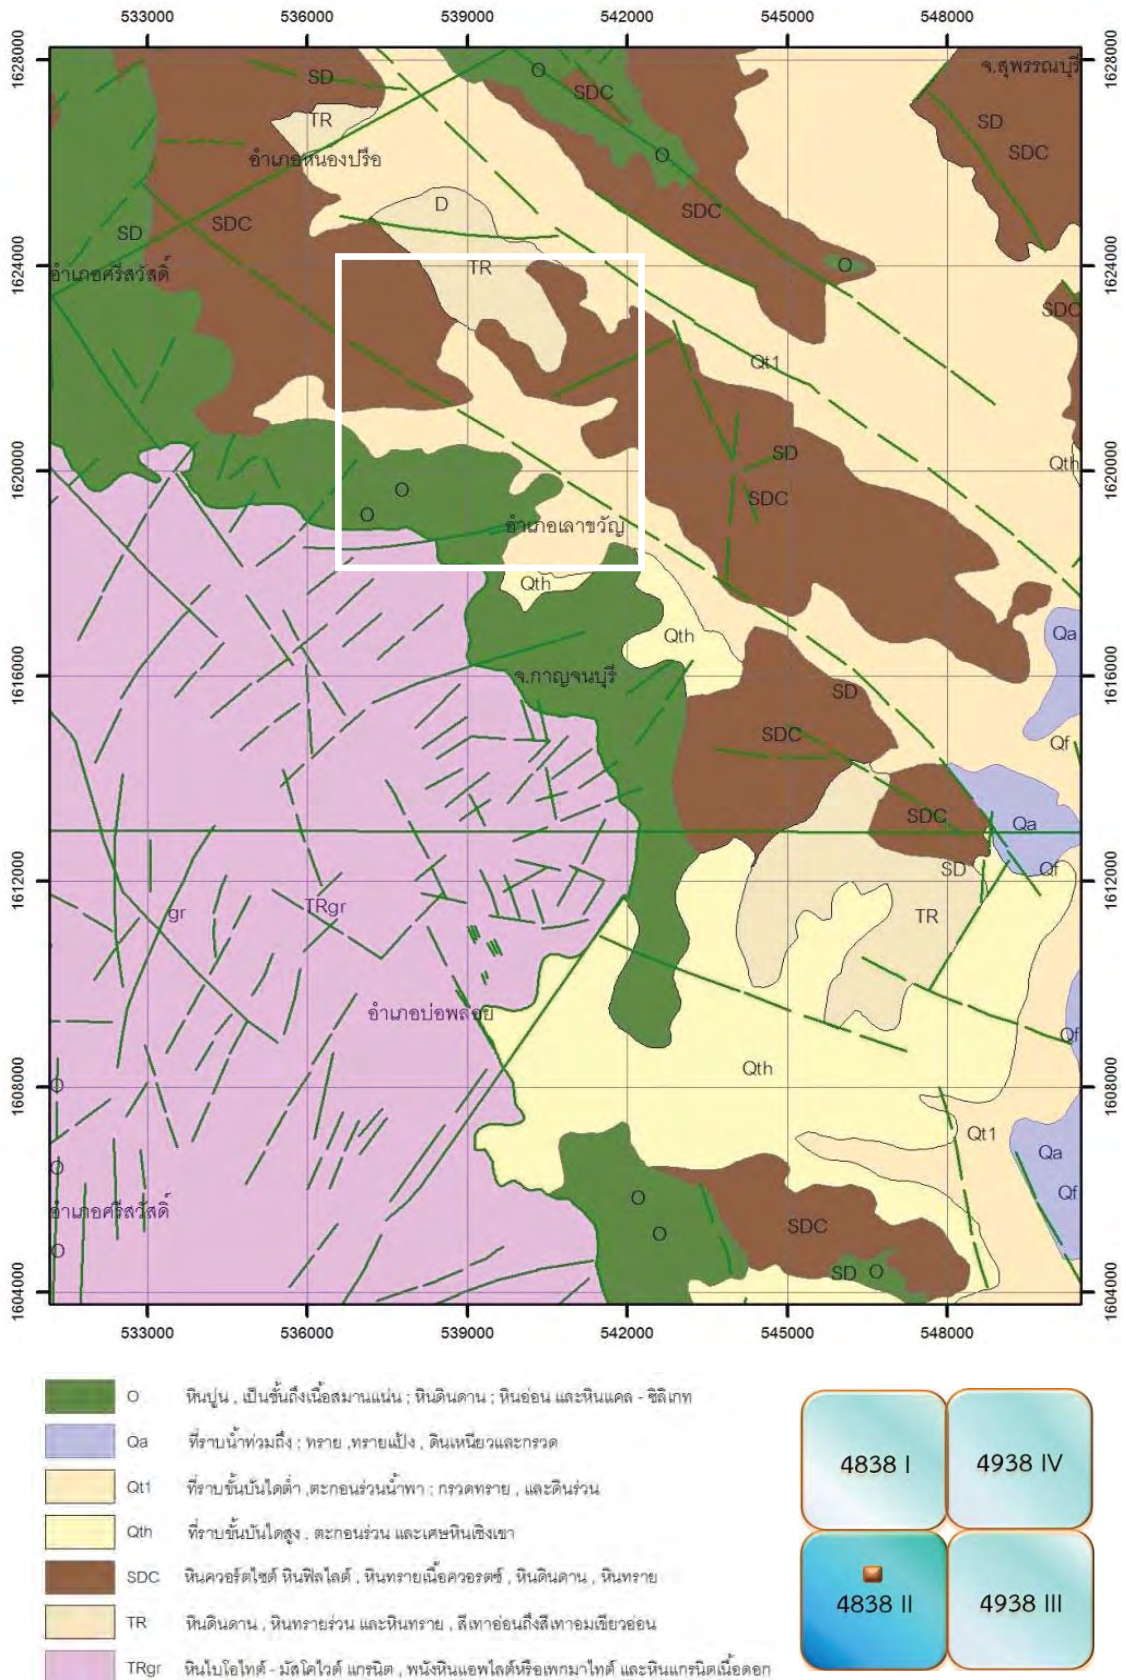 533000 536000 539000 542000 545000 548000
1628000 1628000
จ.สุพรรณบุรี
SD
SDC
O
TR
SD
SDC
อำเภอหนองปรือ
O
D
SDC
SD
SDC
O
1624000 อำเภอศรีสวัสดิ์ TR 1624000
SDC
Qt1
SD
1620000 Qth 1620000
O
SDC
O
อำเภอเลาขวัญ
Qth
Qth
Qa
1616000 จ.กาญจนบุรี 1616000
SD
SDC
Qf
SDC
Qa
SD
Qf
1612000 1612000
TRgr
gr
TR
อำเภอบ่อพลอย
Qf
Qth
1608000 O 1608000
Qt1
Qa
O
Qf
O
อำเภอศรีสวัสดิ์
SDC
O
O
SD O
1604000 1604000
533000 536000 539000 542000 545000 548000
O หินปูน , เป็นชั้นถึงเนื้อสมานแน่น ; หินดินดาน ; หินอ่อน และหินแคล - ซิลิเกท
Qa ที่ราบน้ำท่วมถึง ; ทราย ,ทรายแป้ง , ดินเหนียวและกรวด
Qt1 ที่ราบขั้นบันไดต่ำ ,ตะกอนร่วนน้ำพา ; กรวดทราย , และดินร่วน
Qth ที่ราบขั้นบันไดสูง , ตะกอนร่วน และเศษหินเชิงเขา
SDC หินควอร์ตไซต์ หินฟิลไลต์ , หินทรายเนื้อควอรตซ์ , หินดินดาน , หินทราย
TR หินดินดาน , หินทรายร่วน และหินทราย , สีเทาอ่อนถึงสีเทาอมเขียวอ่อน
TRgr หินไบโอไทต์ - มัสโคไวต์ แกรนิต , พนังหินแอพไลต์หรือเพกมาไทต์ และหินแกรนิตเนื้อดอก
4838 I 4938 IV
4838 II 4938 III